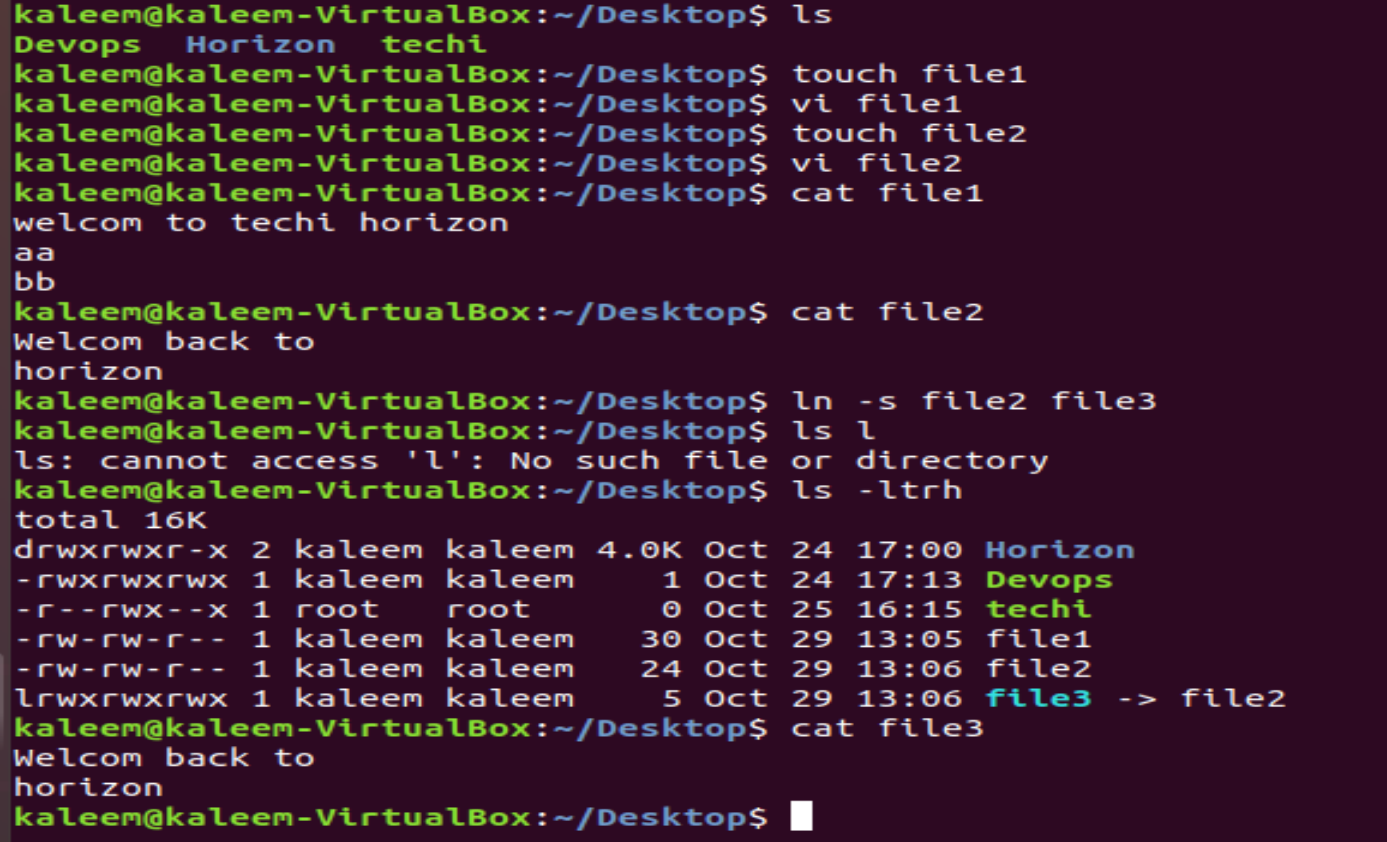 kaleem@kaleem-VirtualBox:~/Desktop$ ls
Devops  Horizon  techi
kaleem@kaleem-VirtualBox:~/Desktop$ touch file1
kaleem@kaleem-VirtualBox:~/Desktop$ vi file1
kaleem@kaleem-VirtualBox:~/Desktop$ touch file2
kaleem@kaleem-VirtualBox:~/Desktop$ vi file2
kaleem@kaleem-VirtualBox:~/Desktop$ cat file1
welcom to techi horizon
aa
bb
kaleem@kaleem-VirtualBox:~/Desktop$ cat file2
Welcom back to
horizon
kaleem@kaleem-VirtualBox:~/Desktop$ ln -s file2 file3
kaleem@kaleem-VirtualBox:~/Desktop$ ls l
ls: cannot access 'l': No such file or directory
kaleem@kaleem-VirtualBox:~/Desktop$ ls -ltrh
total 16K
drwxrwxr-x 2 kaleem kaleem 4.0K Oct 24 17:00 Horizon
-rwxrwxrwx 1 kaleem kaleem    1 Oct 24 17:13 Devops
-r--rwx--x 1 root   root      0 Oct 25 16:15 techi
-rw-rw-r-- 1 kaleem kaleem   30 Oct 29 13:05 file1
-rw-rw-r-- 1 kaleem kaleem   24 Oct 29 13:06 file2
lrwxrwxrwx 1 kaleem kaleem    5 Oct 29 13:06 file3 -> file2
kaleem@kaleem-VirtualBox:~/Desktop$ cat file3
Welcom back to
horizon
kaleem@kaleem-VirtualBox:~/Desktop$